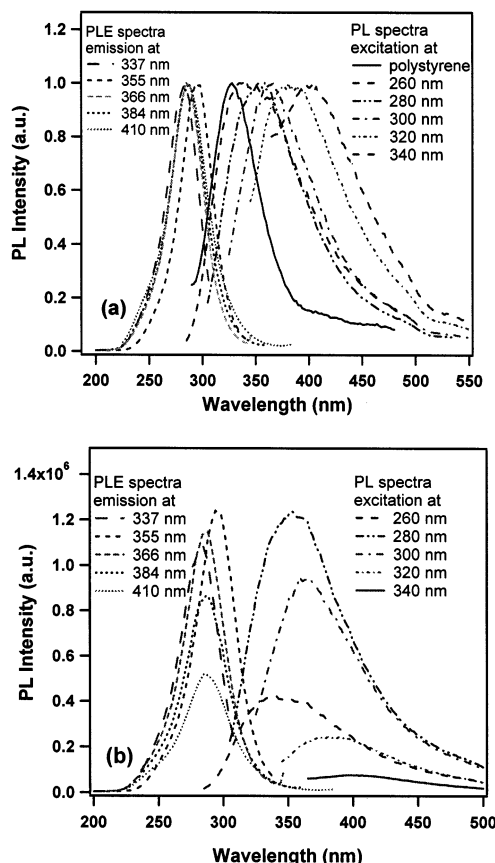 PLE spectra
emission at
337 nm
355 nm
366 nm
384 nm
410 nm
PL spectra
excitation at
polystyrene
260 nm
280 nm
300 nm
320 nm
340 nm
1.2
1.0
0.8
0.6
0.4
0.2
0.0
PL Intensity (a.u.)
(a)
200
250
300
350
400
450
500
550
Wavelength (nm)
PLE spectra
emission at
337 nm
355 nm
366 nm
384 nm
410 nm
PL spectra
excitation at
260 nm
280 nm
300 nm
320 nm
340 nm
1.4x10⁶
1.2
1.0
0.8
0.6
0.4
0.2
0.0
PL Intensity (a.u.)
(b)
200
250
300
350
400
450
500
Wavelength (nm)